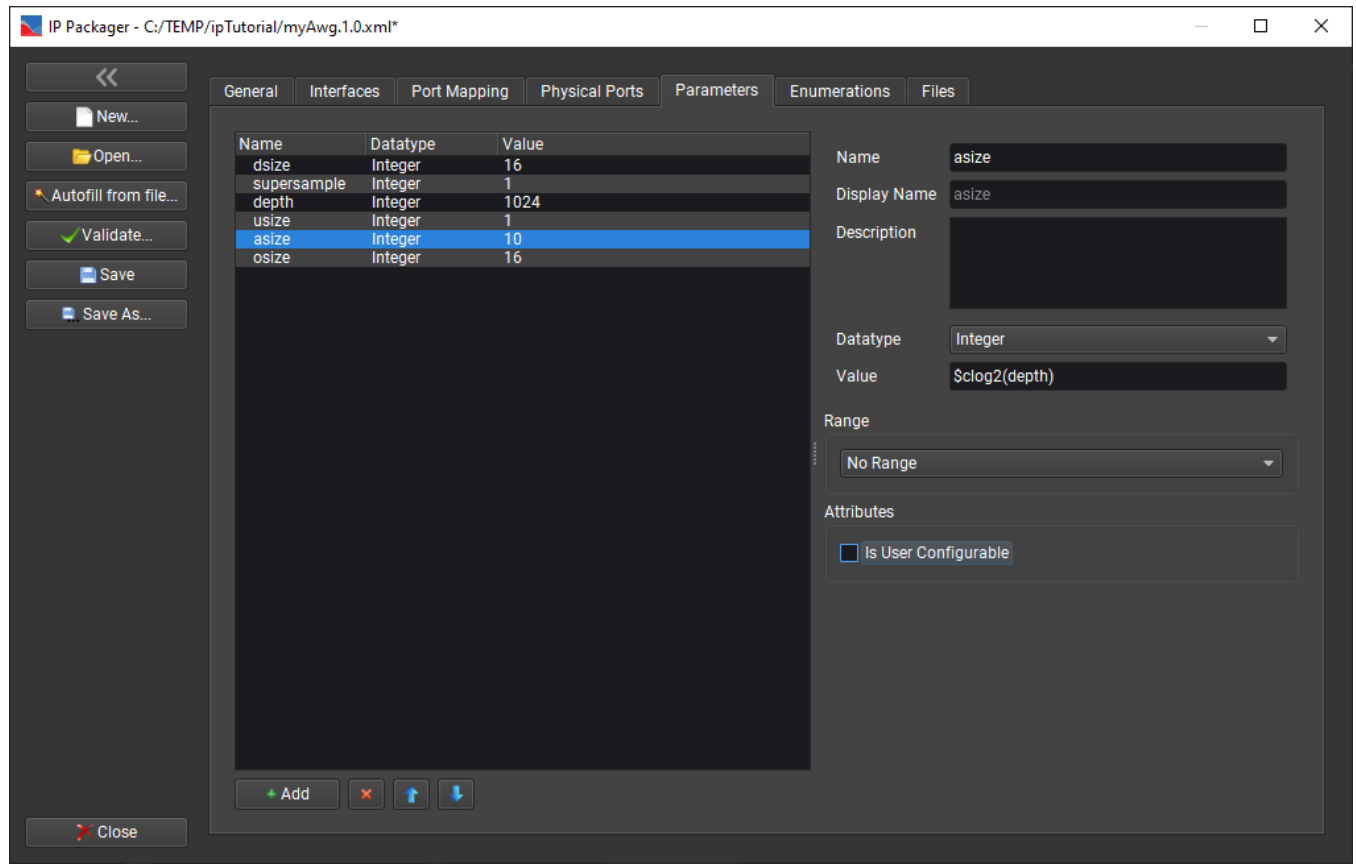 IP Packager - C:/TEMP/ipTutorial/myAwg.1.0.xml*
New...
Open...
Autofill from file...
Validate...
Save
Save As...
Close
General Interfaces Port Mapping Physical Ports Parameters Enumerations Files
Name Datatype Value
dsize Integer 16
supersample Integer 1
depth Integer 1024
usize Integer 1
asize Integer 10
osize Integer 16
+ Add
Name asize
Display Name asize
Description
Datatype Integer
Value $clog2(depth)
Range
No Range
Attributes
Is User Configurable